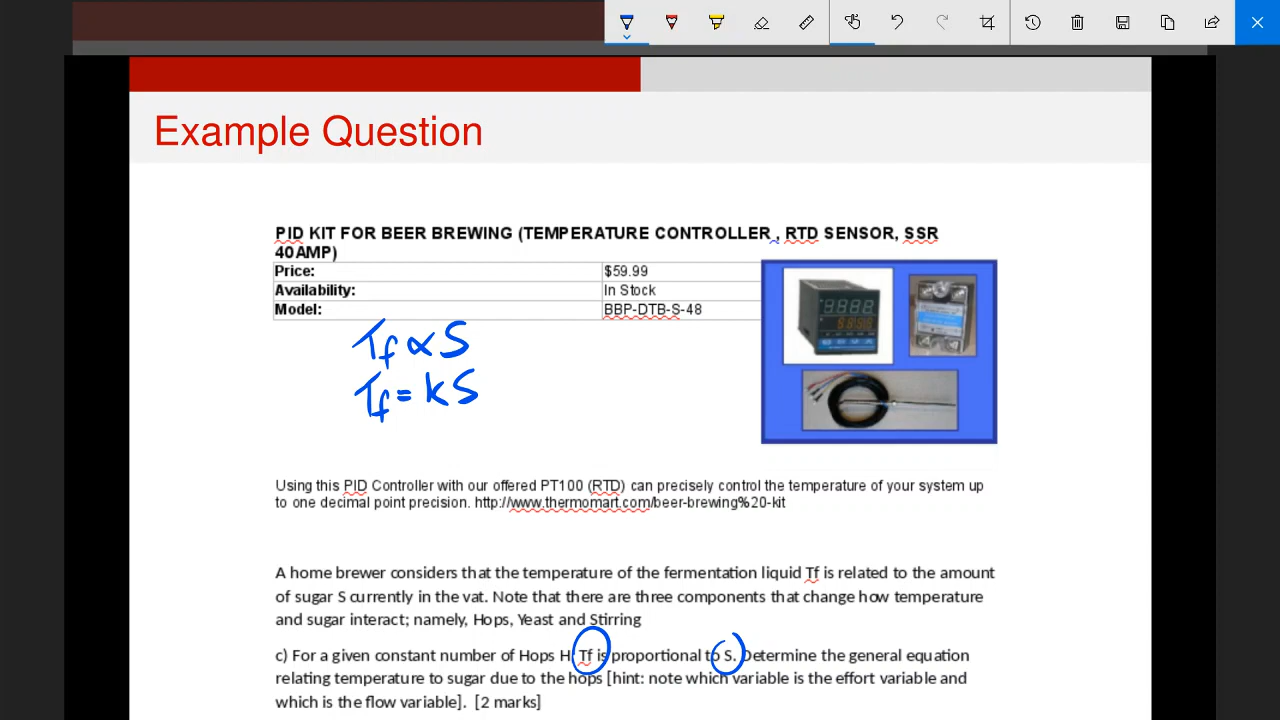 Example Question
PID KIT FOR BEER BREWING (TEMPERATURE CONTROLLER , RTD SENSOR, SSR
40AMP)
Price: $59.99
Availability: In Stock
Model: BBP-DTB-S-48
Tf ∝ S
Tf = kS
Using this PID Controller with our offered PT100 (RTD) can precisely control the temperature of your system up
to one decimal point precision. http://www.thermomart.com/beer-brewing%20-kit
A home brewer considers that the temperature of the fermentation liquid Tf is related to the amount
of sugar S currently in the vat. Note that there are three components that change how temperature
and sugar interact; namely, Hops, Yeast and Stirring
c) For a given constant number of Hops H, Tf is proportional to S. Determine the general equation
relating temperature to sugar due to the hops [hint: note which variable is the effort variable and
which is the flow variable]. [2 marks]